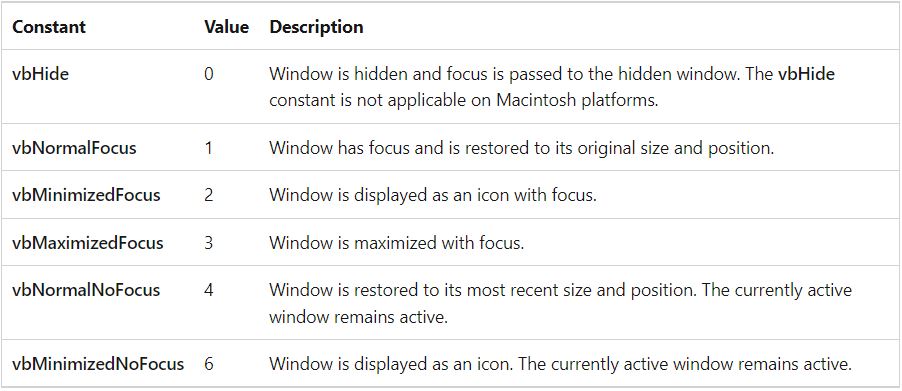 Constant Value Description
vbHide 0 Window is hidden and focus is passed to the hidden window. The vbHide
constant is not applicable on Macintosh platforms.
vbNormalFocus 1 Window has focus and is restored to its original size and position.
vbMinimizedFocus 2 Window is displayed as an icon with focus.
vbMaximizedFocus 3 Window is maximized with focus.
vbNormalNoFocus 4 Window is restored to its most recent size and position. The currently active
window remains active.
vbMinimizedNoFocus 6 Window is displayed as an icon. The currently active window remains active.